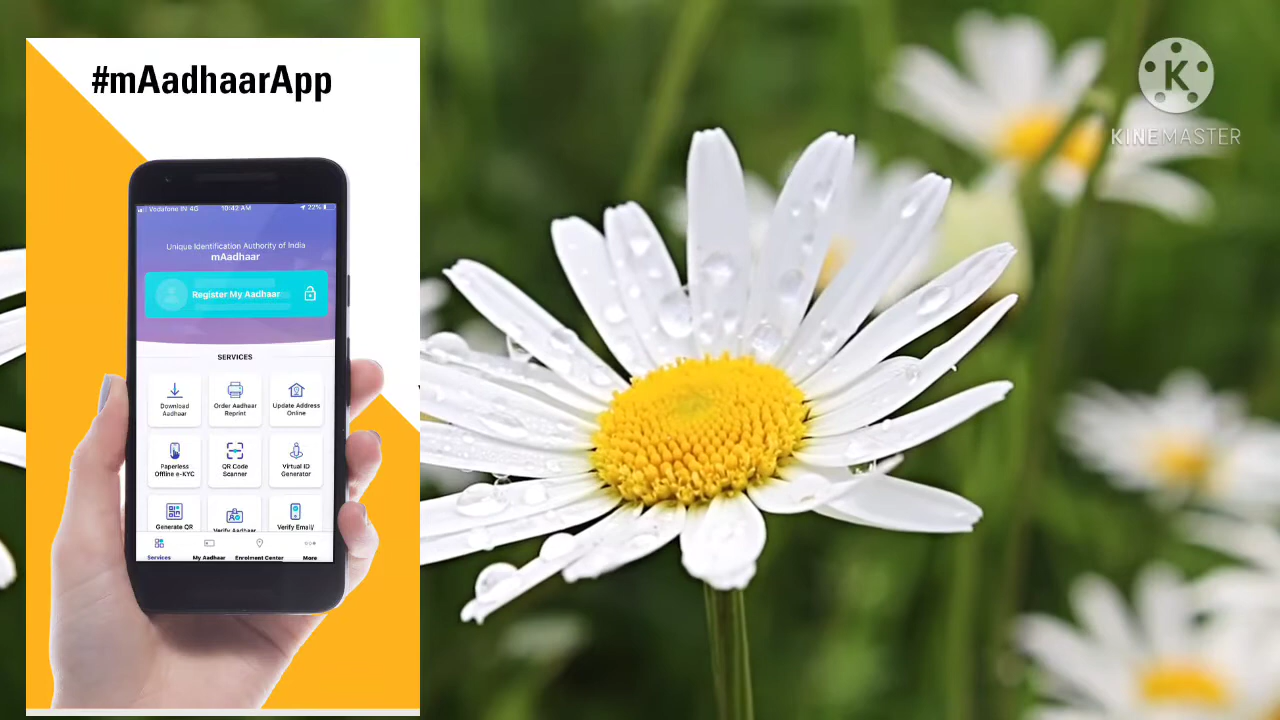 #mAadhaarApp
Vodafone IN 4G 10:42 AM 22%
Unique Identification Authority of India
mAadhaar
Register My Aadhaar
SERVICES
Download Aadhaar
Order Aadhaar Reprint
Update Address Online
Paperless Offline e-KYC
QR Code Scanner
Virtual ID Generator
Generate QR
Verify Aadhaar
Verify Email/
Services My Aadhaar Enrolment Center More
K
KINEMASTER